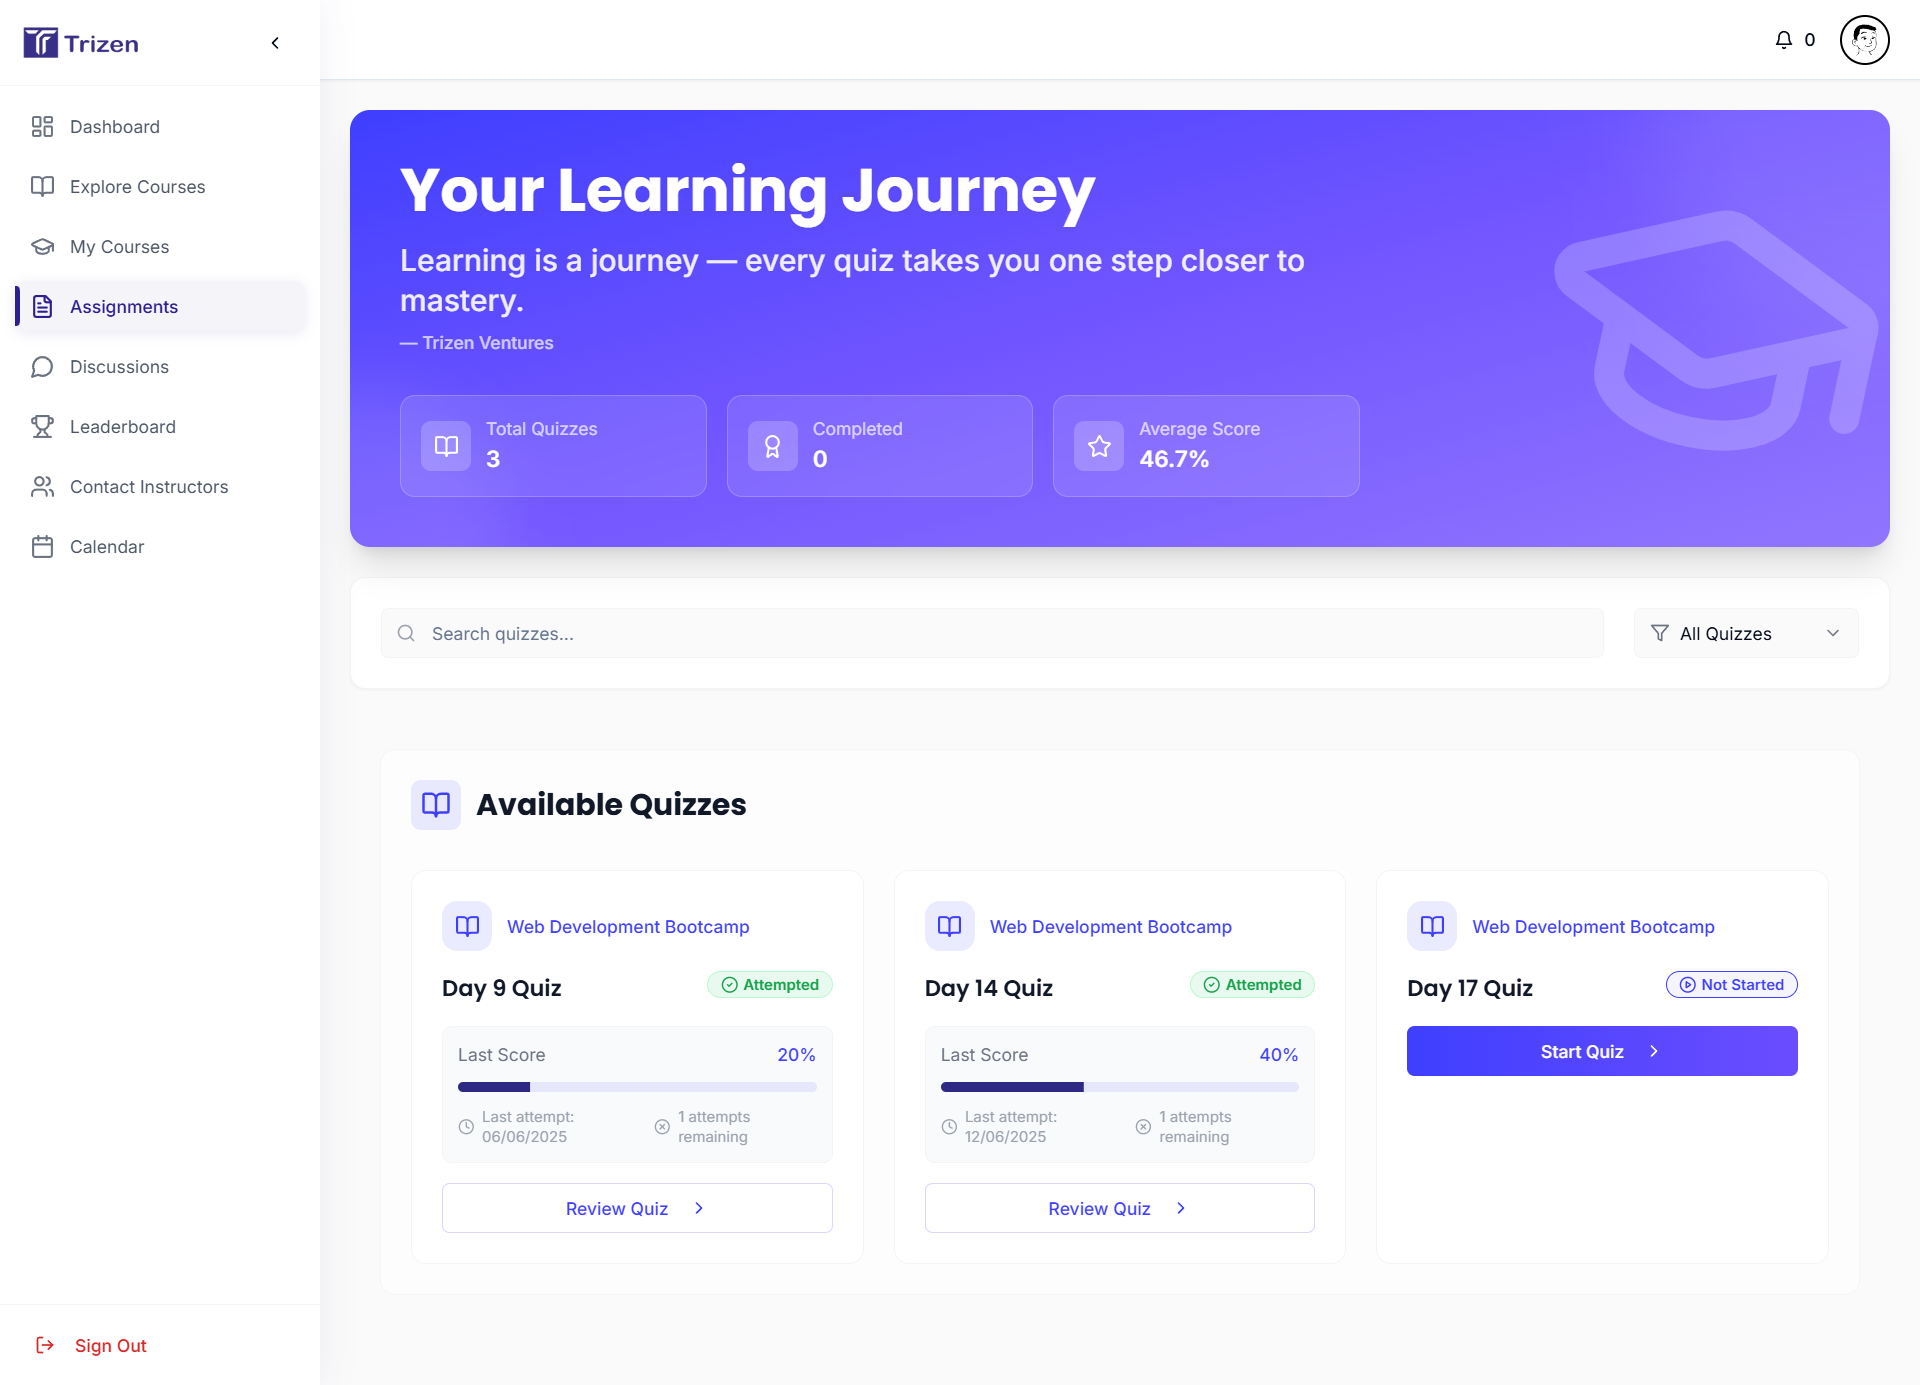 Trizen
0
Dashboard
Explore Courses
My Courses
Assignments
Discussions
Leaderboard
Contact Instructors
Calendar
Sign Out
Your Learning Journey
Learning is a journey — every quiz takes you one step closer to
mastery.
— Trizen Ventures
Total Quizzes
3
Completed
0
Average Score
46.7%
Search quizzes...
All Quizzes
Available Quizzes
Web Development Bootcamp
Day 9 Quiz
Attempted
Last Score
20%
Last attempt:
06/06/2025
1 attempts
remaining
Review Quiz
Web Development Bootcamp
Day 14 Quiz
Attempted
Last Score
40%
Last attempt:
12/06/2025
1 attempts
remaining
Review Quiz
Web Development Bootcamp
Day 17 Quiz
Not Started
Start Quiz